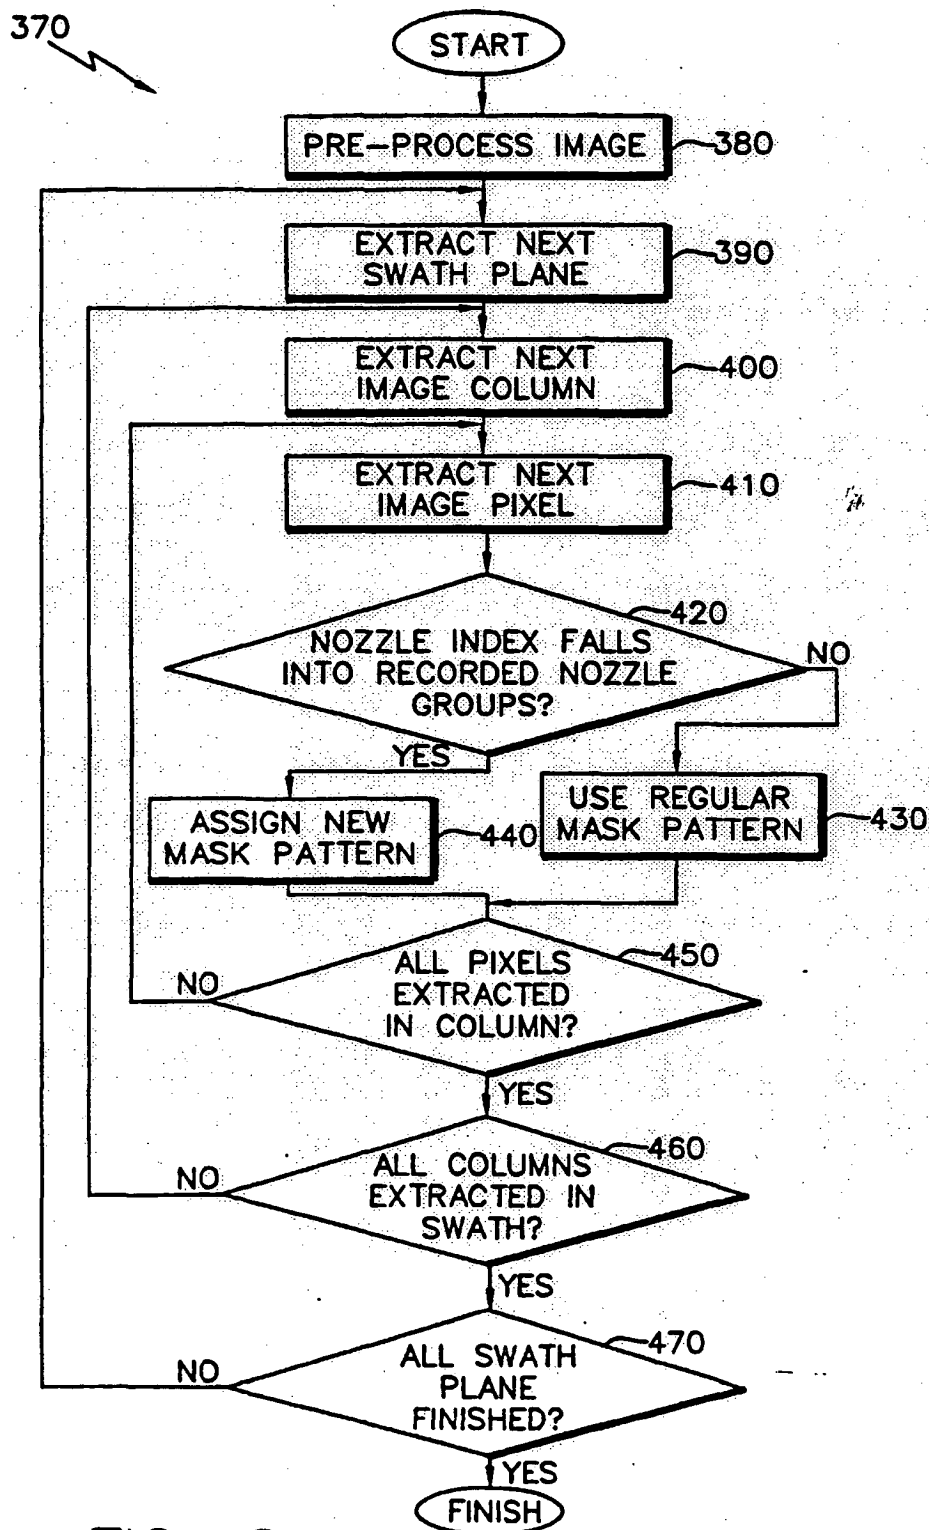 370
START
PRE-PROCESS IMAGE
380
EXTRACT NEXT
SWATH PLANE
390
EXTRACT NEXT
IMAGE COLUMN
400
EXTRACT NEXT
IMAGE PIXEL
410
420
NOZZLE INDEX FALLS
INTO RECORDED NOZZLE
GROUPS?
NO
YES
ASSIGN NEW
MASK PATTERN
440
USE REGULAR
MASK PATTERN
430
450
ALL PIXELS
EXTRACTED
IN COLUMN?
NO
YES
460
ALL COLUMNS
EXTRACTED IN
SWATH?
NO
YES
470
ALL SWATH
PLANE
FINISHED?
NO
YES
FINISH